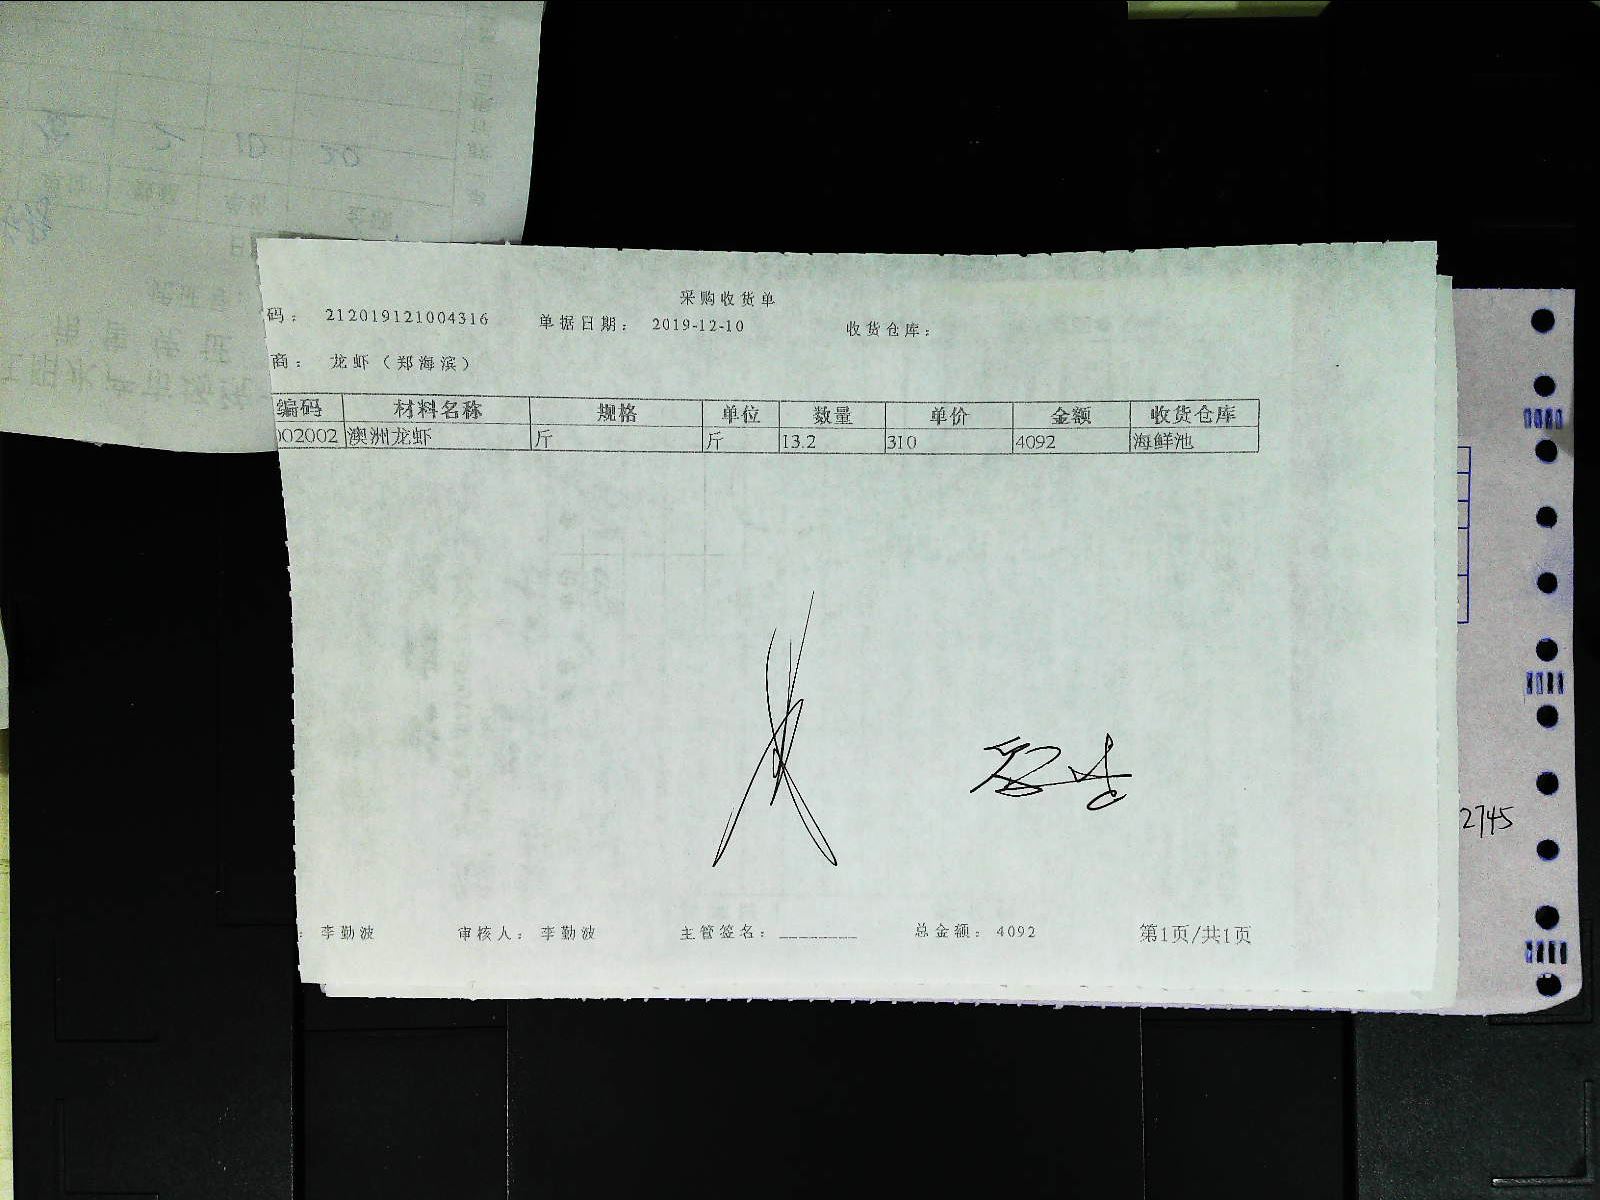 采购收货单
码： 212019121004316 单据日期： 2019-12-10 收货仓库：
商： 龙虾（郑海滨）
编码 材料名称 规格 单位 数量 单价 金额 收货仓库
002002 澳洲龙虾 斤 斤 13.2 310 4092 海鲜池
2745
： 李勤波 审核人： 李勤波 主管签名：________ 总金额： 4092 第1页/共1页